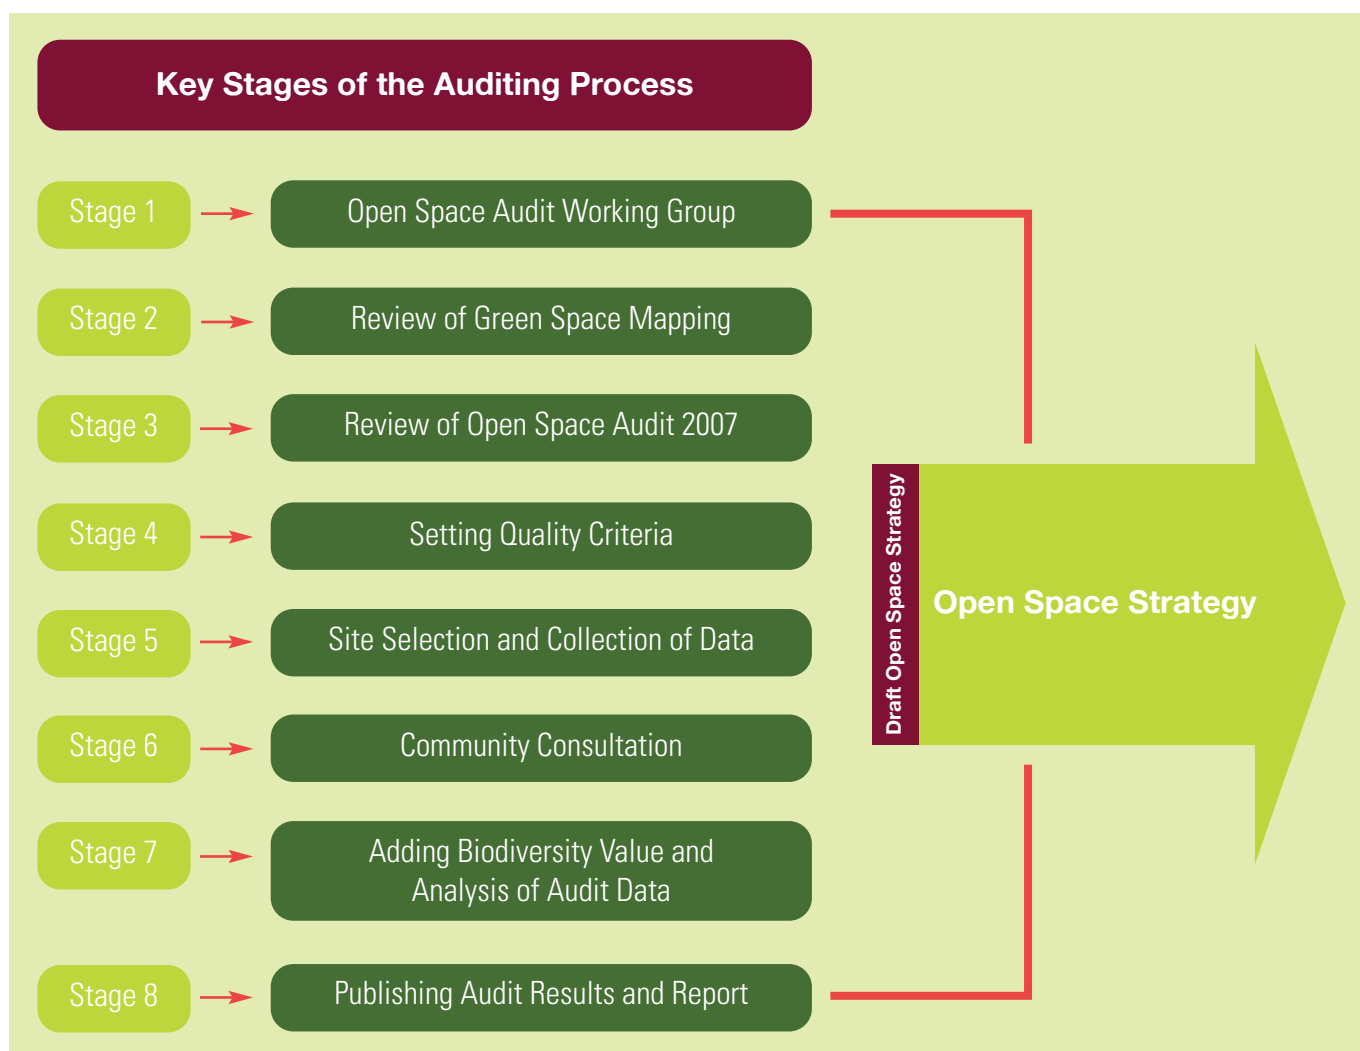 Key Stages of the Auditing Process
Stage 1
Open Space Audit Working Group
Stage 2
Review of Green Space Mapping
Stage 3
Review of Open Space Audit 2007
Stage 4
Setting Quality Criteria
Stage 5
Site Selection and Collection of Data
Stage 6
Community Consultation
Stage 7
Adding Biodiversity Value and
Analysis of Audit Data
Stage 8
Publishing Audit Results and Report
Draft Open Space Strategy
Open Space Strategy